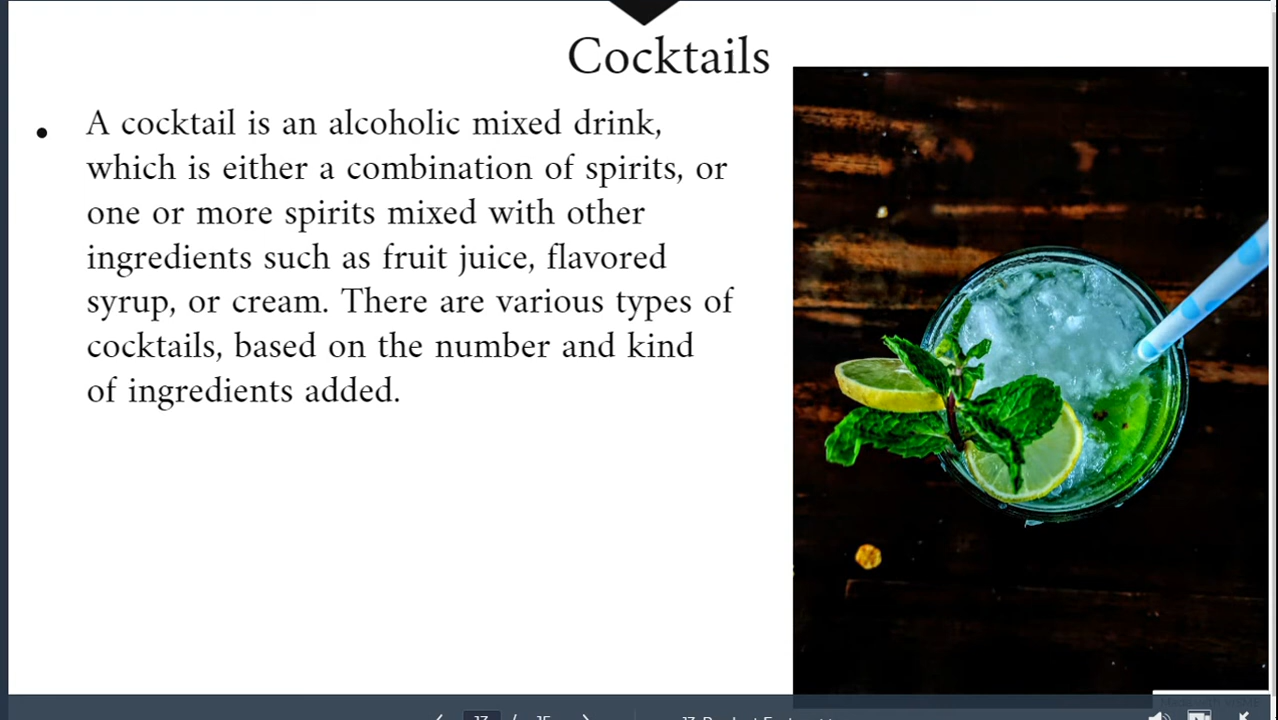 Cocktails
• A cocktail is an alcoholic mixed drink,
which is either a combination of spirits, or
one or more spirits mixed with other
ingredients such as fruit juice, flavored
syrup, or cream. There are various types of
cocktails, based on the number and kind
of ingredients added.